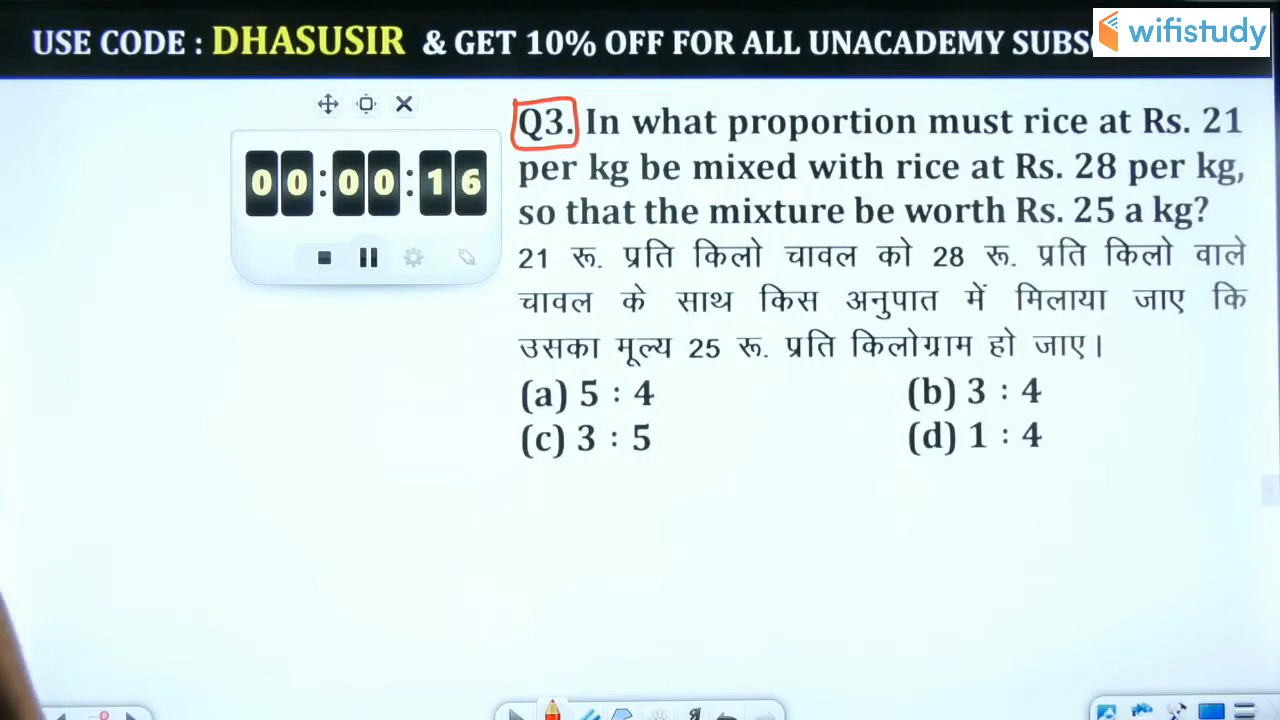 USE CODE : DHASUSIR & GET 10% OFF FOR ALL UNACADEMY
wifistudy
00:00:16
Q3. In what proportion must rice at Rs. 21
per kg be mixed with rice at Rs. 28 per kg,
so that the mixture be worth Rs. 25 a kg?
21 रू. प्रति किलो चावल को 28 रू. प्रति किलो वाले
चावल के साथ किस अनुपात में मिलाया जाए कि
उसका मूल्य 25 रू. प्रति किलोग्राम हो जाए।
(a) 5 : 4 (b) 3 : 4
(c) 3 : 5 (d) 1 : 4